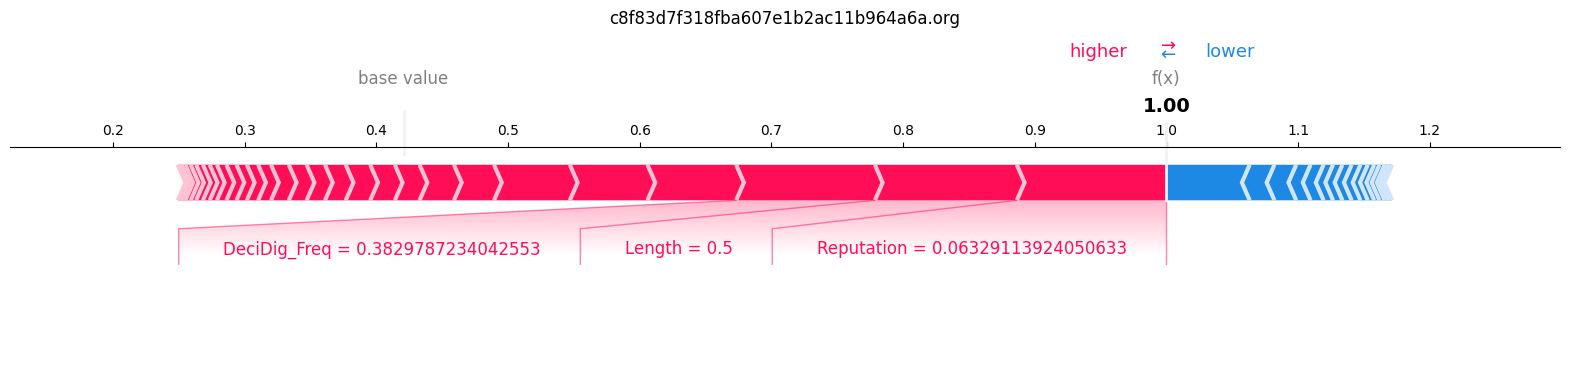 c8f83d7f318fba607e1b2ac11b964a6a.org
higher ⇄ lower
base value f(x)
1.00
0.2 0.3 0.4 0.5 0.6 0.7 0.8 0.9 1.0 1.1 1.2
DeciDig_Freq = 0.3829787234042553 Length = 0.5 Reputation = 0.06329113924050633